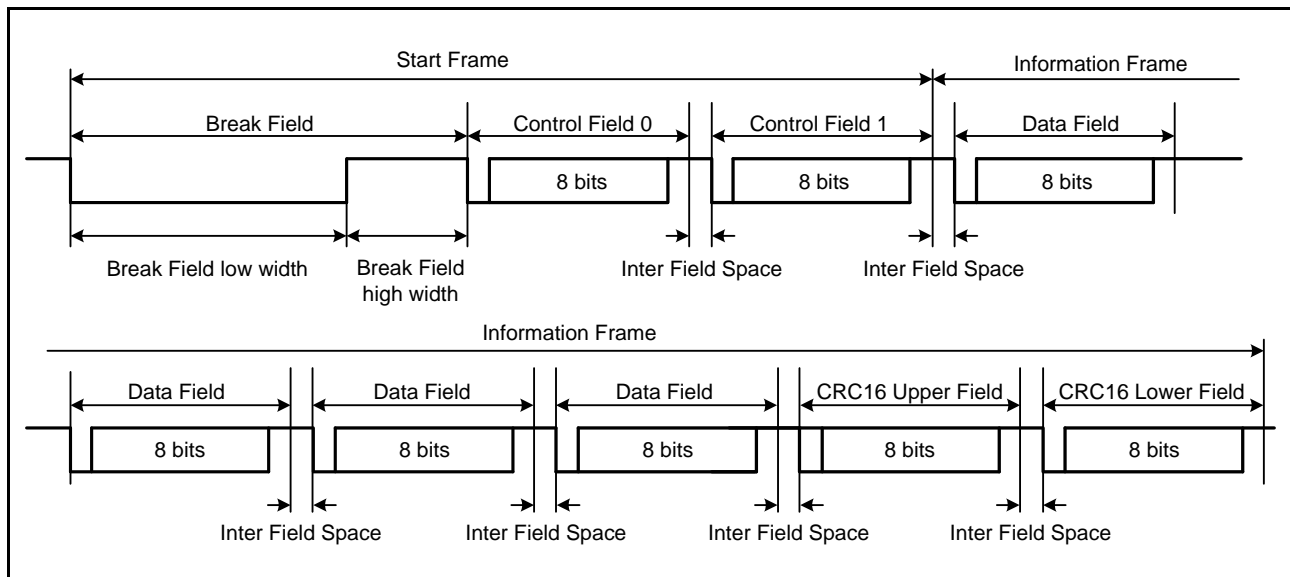 Start Frame
Information Frame
Break Field
Control Field 0
Control Field 1
Data Field
8 bits
8 bits
8 bits
Break Field low width
Break Field
high width
Inter Field Space
Inter Field Space
Information Frame
Data Field
Data Field
Data Field
CRC16 Upper Field
CRC16 Lower Field
8 bits
8 bits
8 bits
8 bits
8 bits
Inter Field Space
Inter Field Space
Inter Field Space
Inter Field Space